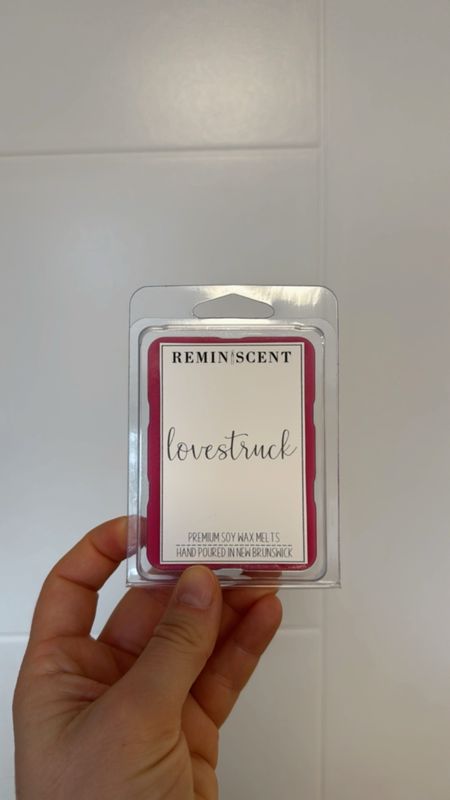 REMINISCENT
lovestruck
PREMIUM SOY WAX MELTS
HAND POURED IN NEW BRUNSWICK